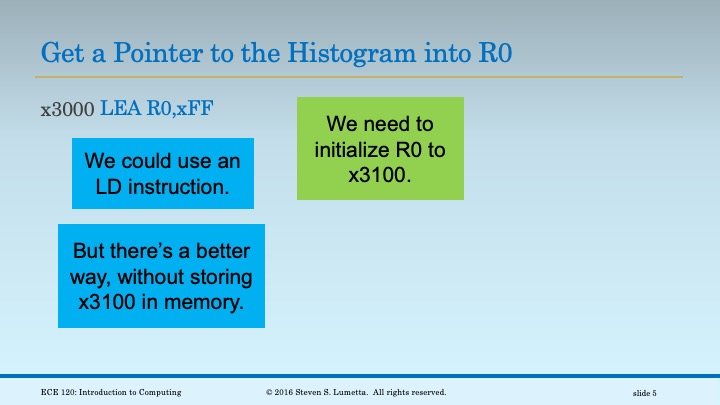 Get a Pointer to the Histogram into R0
x3000 LEA R0,xFF
We need to
initialize R0 to
x3100.
We could use an
LD instruction.
But there’s a better
way, without storing
x3100 in memory.
ECE 120: Introduction to Computing
© 2016 Steven S. Lumetta. All rights reserved.
slide 5